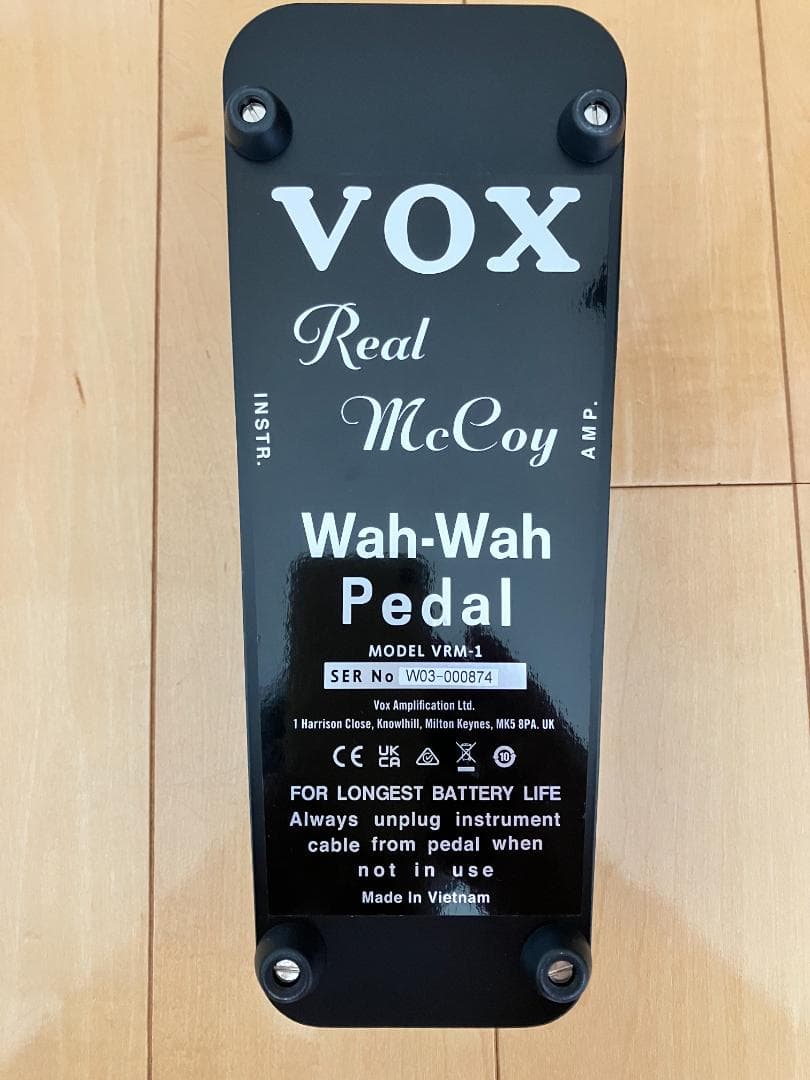 VOX
Real
McCoy
INSTR.
AMP.
Wah-Wah
Pedal
MODEL VRM-1
SER No W03-000874
Vox Amplification Ltd.
1 Harrison Close, Knowlhill, Milton Keynes, MK5 8PA. UK
CE UK CA 10
FOR LONGEST BATTERY LIFE
Always unplug instrument
cable from pedal when
not in use
Made In Vietnam